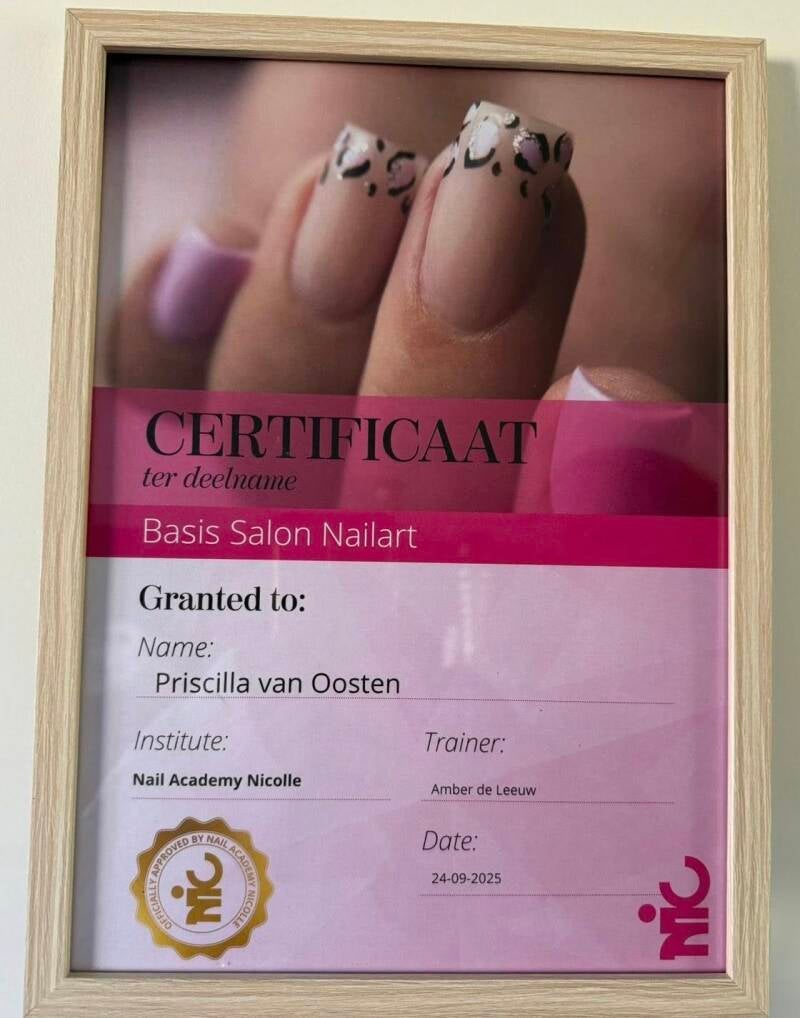 CERTIFICAAT
ter deelname
Basis Salon Nailart
Granted to:
Name:
Priscilla van Oosten
Institute:
Nail Academy Nicolle
Trainer:
Amber de Leeuw
Date:
24-09-2025
OFFICIALLY APPROVED BY NAIL ACADEMY NICOLLE
NiC
NiC